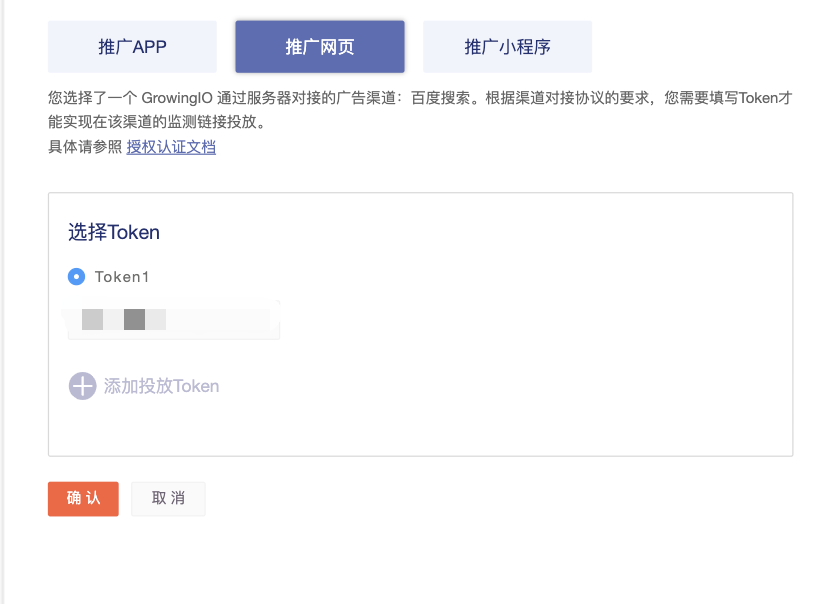 推广APP 推广网页 推广小程序
您选择了一个 GrowingIO 通过服务器对接的广告渠道：百度搜索。根据渠道对接协议的要求，您需要填写Token才
能实现在该渠道的监测链接投放。
具体请参照 授权认证文档
选择Token
Token1
添加投放Token
确 认 取 消